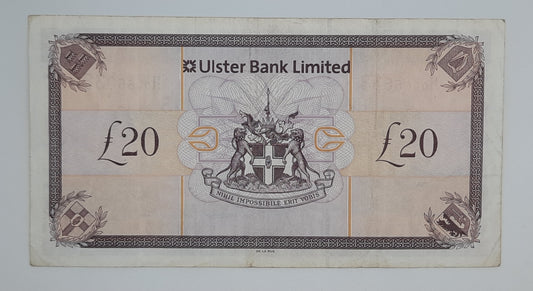 Ulster Bank Limited
£20 £20
NIHIL IMPOSSIBILE ERIT VOBIS
DE LA RUE